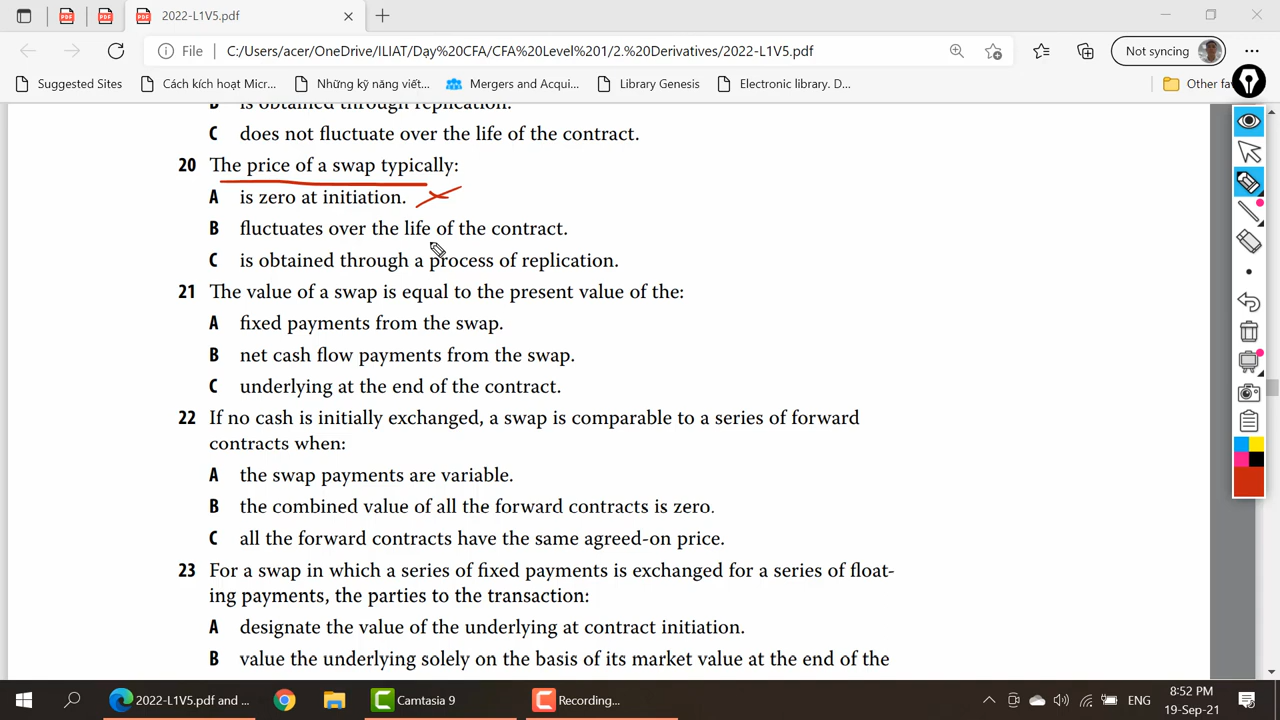 2022-L1V5.pdf
File C:/Users/acer/OneDrive/ILIAT/Dạy%20CFA/CFA%20Level%201/2.%20Derivatives/2022-L1V5.pdf Not syncing
Suggested Sites Cách kích hoạt Micr... Những kỹ năng viết... Mergers and Acqui... Library Genesis Electronic library. D... Other fav
B is obtained through replication.
C does not fluctuate over the life of the contract.
20 The price of a swap typically:
A is zero at initiation.
B fluctuates over the life of the contract.
C is obtained through a process of replication.
21 The value of a swap is equal to the present value of the:
A fixed payments from the swap.
B net cash flow payments from the swap.
C underlying at the end of the contract.
22 If no cash is initially exchanged, a swap is comparable to a series of forward
contracts when:
A the swap payments are variable.
B the combined value of all the forward contracts is zero.
C all the forward contracts have the same agreed-on price.
23 For a swap in which a series of fixed payments is exchanged for a series of float-
ing payments, the parties to the transaction:
A designate the value of the underlying at contract initiation.
B value the underlying solely on the basis of its market value at the end of the
2022-L1V5.pdf and ... Camtasia 9 Recording... ENG 8:52 PM
19-Sep-21